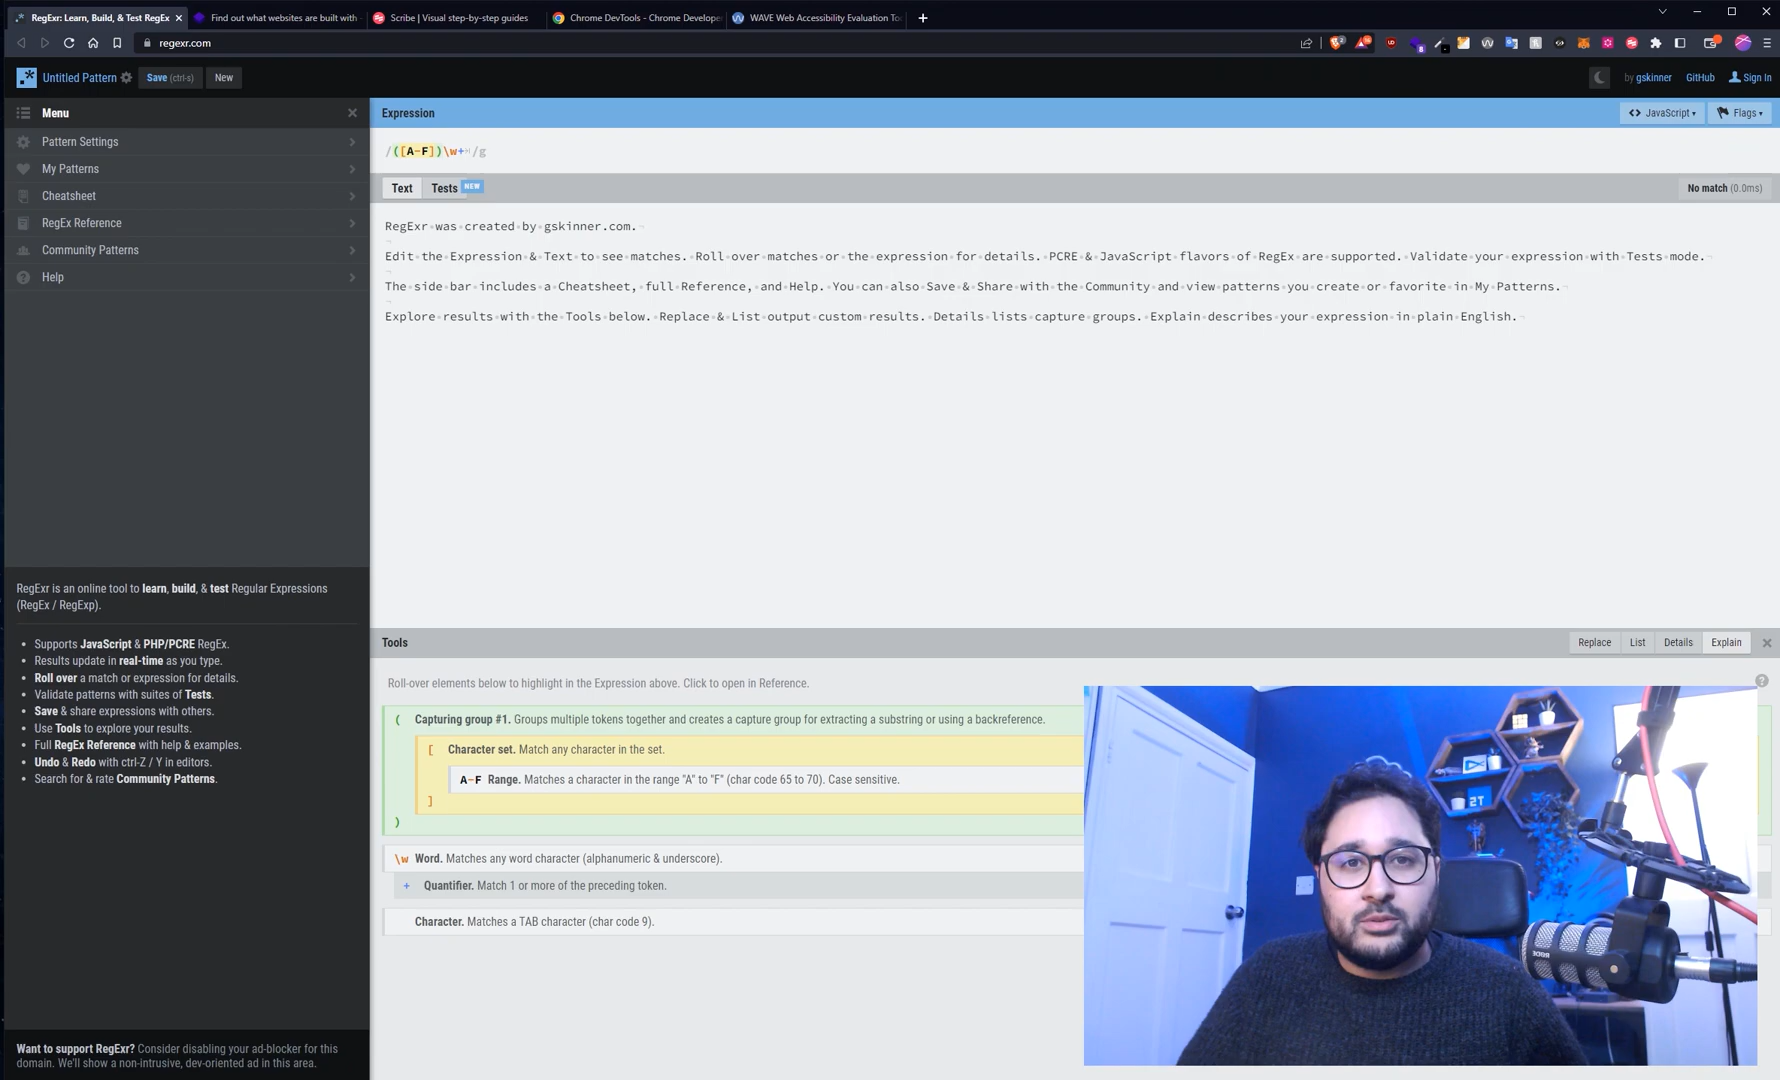 RegExr: Learn, Build, & Test RegEx
Find out what websites are built with
Scribe | Visual step-by-step guides
Chrome DevTools - Chrome Develope
WAVE Web Accessibility Evaluation Too
regexr.com
Untitled Pattern
Save (ctrl-s)
New
by gskinner
GitHub
Sign In
Menu
Pattern Settings
My Patterns
Cheatsheet
RegEx Reference
Community Patterns
Help
Expression
<> JavaScript
Flags
/([A-F])\w+ /g
Text
Tests NEW
No match (0.0ms)
RegExr was created by gskinner.com.
Edit the Expression & Text to see matches. Roll over matches or the expression for details. PCRE & JavaScript flavors of RegEx are supported. Validate your expression with Tests mode.
The side bar includes a Cheatsheet, full Reference, and Help. You can also Save & Share with the Community and view patterns you create or favorite in My Patterns.
Explore results with the Tools below. Replace & List output custom results. Details lists capture groups. Explain describes your expression in plain English.
RegExr is an online tool to learn, build, & test Regular Expressions
(RegEx / RegExp).
• Supports JavaScript & PHP/PCRE RegEx.
• Results update in real-time as you type.
• Roll over a match or expression for details.
• Validate patterns with suites of Tests.
• Save & share expressions with others.
• Use Tools to explore your results.
• Full RegEx Reference with help & examples.
• Undo & Redo with ctrl-Z / Y in editors.
• Search for & rate Community Patterns.
Want to support RegExr? Consider disabling your ad-blocker for this
domain. We'll show a non-intrusive, dev-oriented ad in this area.
Tools
Replace
List
Details
Explain
Roll-over elements below to highlight in the Expression above. Click to open in Reference.
( Capturing group #1. Groups multiple tokens together and creates a capture group for extracting a substring or using a backreference.
[ Character set. Match any character in the set.
A-F Range. Matches a character in the range "A" to "F" (char code 65 to 70). Case sensitive.
]
)
\w Word. Matches any word character (alphanumeric & underscore).
+ Quantifier. Match 1 or more of the preceding token.
Character. Matches a TAB character (char code 9).
2T
RODE